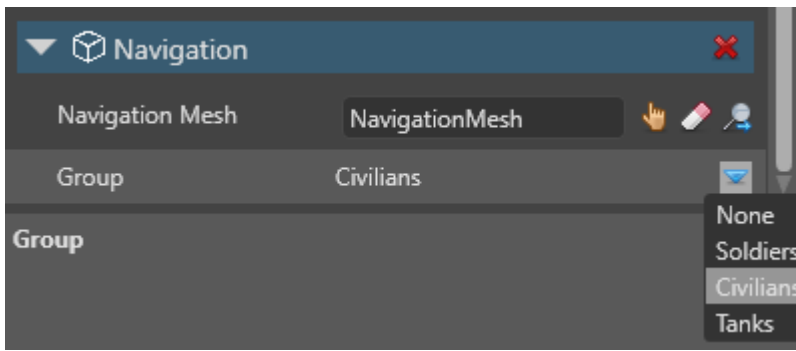 Navigation
Navigation Mesh NavigationMesh
Group Civilians
None
Group
Soldiers
Civilians
Tanks